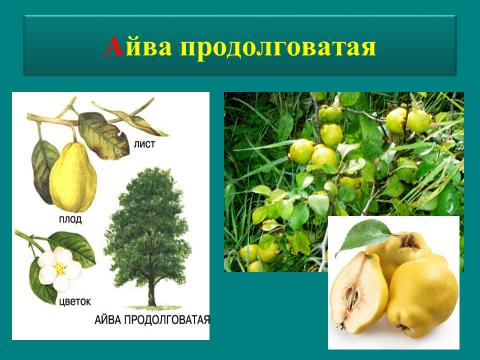 Айва продолговатая
лист
плод
цветок
АЙВА ПРОДОЛГОВАТАЯ